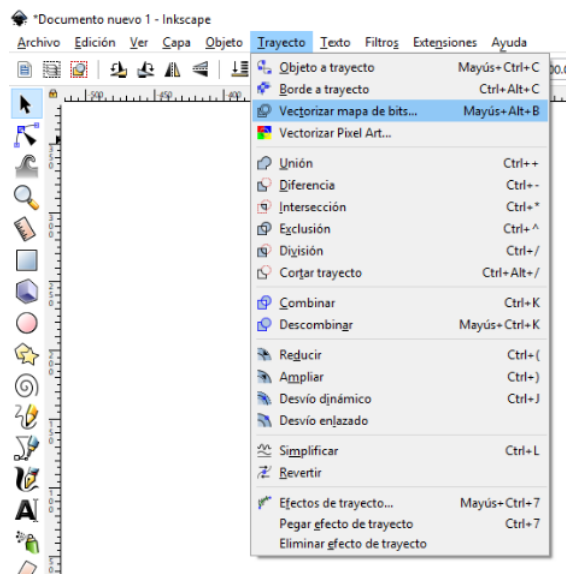 *Documento nuevo 1 - Inkscape
Archivo Edición Ver Capa Objeto Trayecto Texto Filtros Extensiones Ayuda
Objeto a trayecto Mayús+Ctrl+C
Borde a trayecto Ctrl+Alt+C
Vectorizar mapa de bits... Mayús+Alt+B
Vectorizar Pixel Art...
Unión Ctrl++
Diferencia Ctrl+-
Intersección Ctrl+*
Exclusión Ctrl+^
División Ctrl+/
Cortar trayecto Ctrl+Alt+/
Combinar Ctrl+K
Descombinar Mayús+Ctrl+K
Reducir Ctrl+(
Ampliar Ctrl+)
Desvío dinámico Ctrl+J
Desvío enlazado
Simplificar Ctrl+L
Revertir
Efectos de trayecto... Mayús+Ctrl+7
Pegar efecto de trayecto Ctrl+7
Eliminar efecto de trayecto